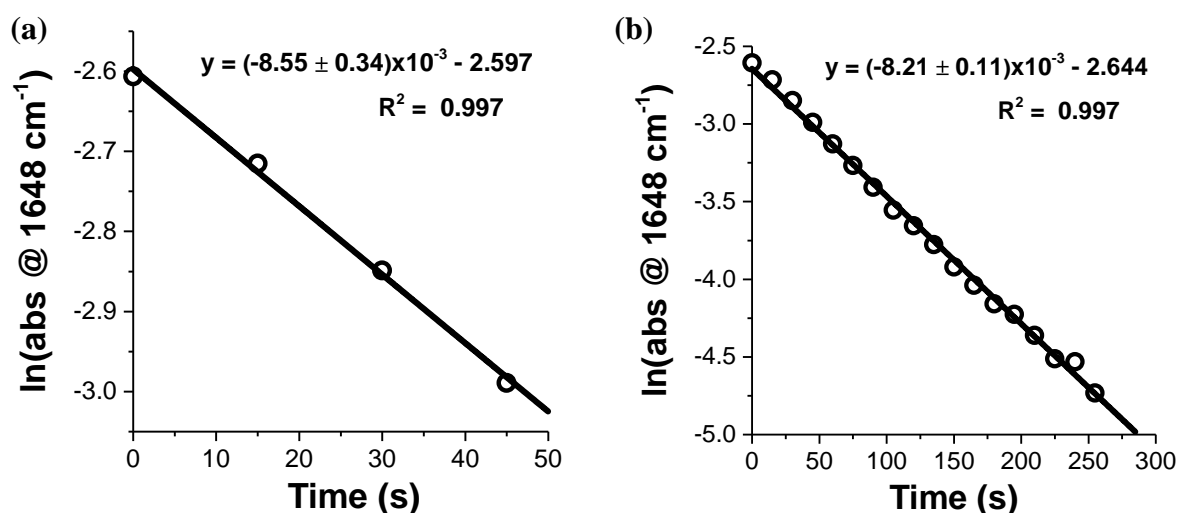 (a)
y = (-8.55 ± 0.34)x10⁻³ - 2.597
R² = 0.997
ln(abs @ 1648 cm⁻¹)
-2.6
-2.7
-2.8
-2.9
-3.0
0 10 20 30 40 50
Time (s)
(b)
y = (-8.21 ± 0.11)x10⁻³ - 2.644
R² = 0.997
ln(abs @ 1648 cm⁻¹)
-2.5
-3.0
-3.5
-4.0
-4.5
-5.0
0 50 100 150 200 250 300
Time (s)